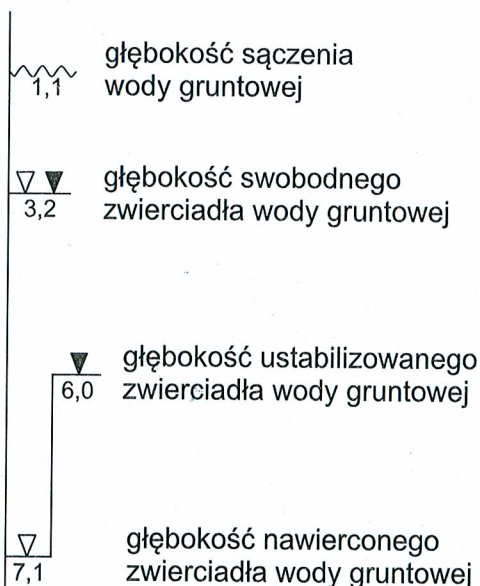 głębokość sączenia
1,1 wody gruntowej
głębokość swobodnego
3,2 zwierciadła wody gruntowej
głębokość ustabilizowanego
6,0 zwierciadła wody gruntowej
głębokość nawierconego
7,1 zwierciadła wody gruntowej